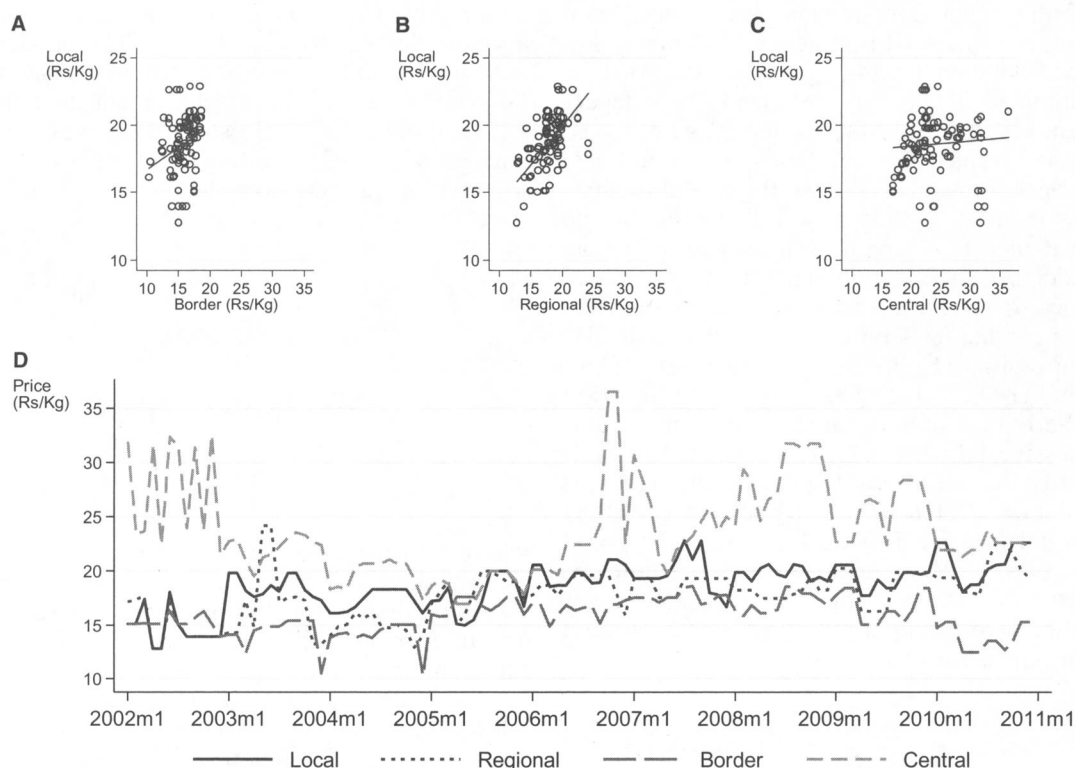 A
Local
(Rs/Kg)
25
20
15
10
10 15 20 25 30 35
Border (Rs/Kg)
B
Local
(Rs/Kg)
25
20
15
10
10 15 20 25 30 35
Regional (Rs/Kg)
C
Local
(Rs/Kg)
25
20
15
10
10 15 20 25 30 35
Central (Rs/Kg)
D
Price
(Rs/Kg)
35
30
25
20
15
10
2002m1 2003m1 2004m1 2005m1 2006m1 2007m1 2008m1 2009m1 2010m1 2011m1
Local Regional Border Central